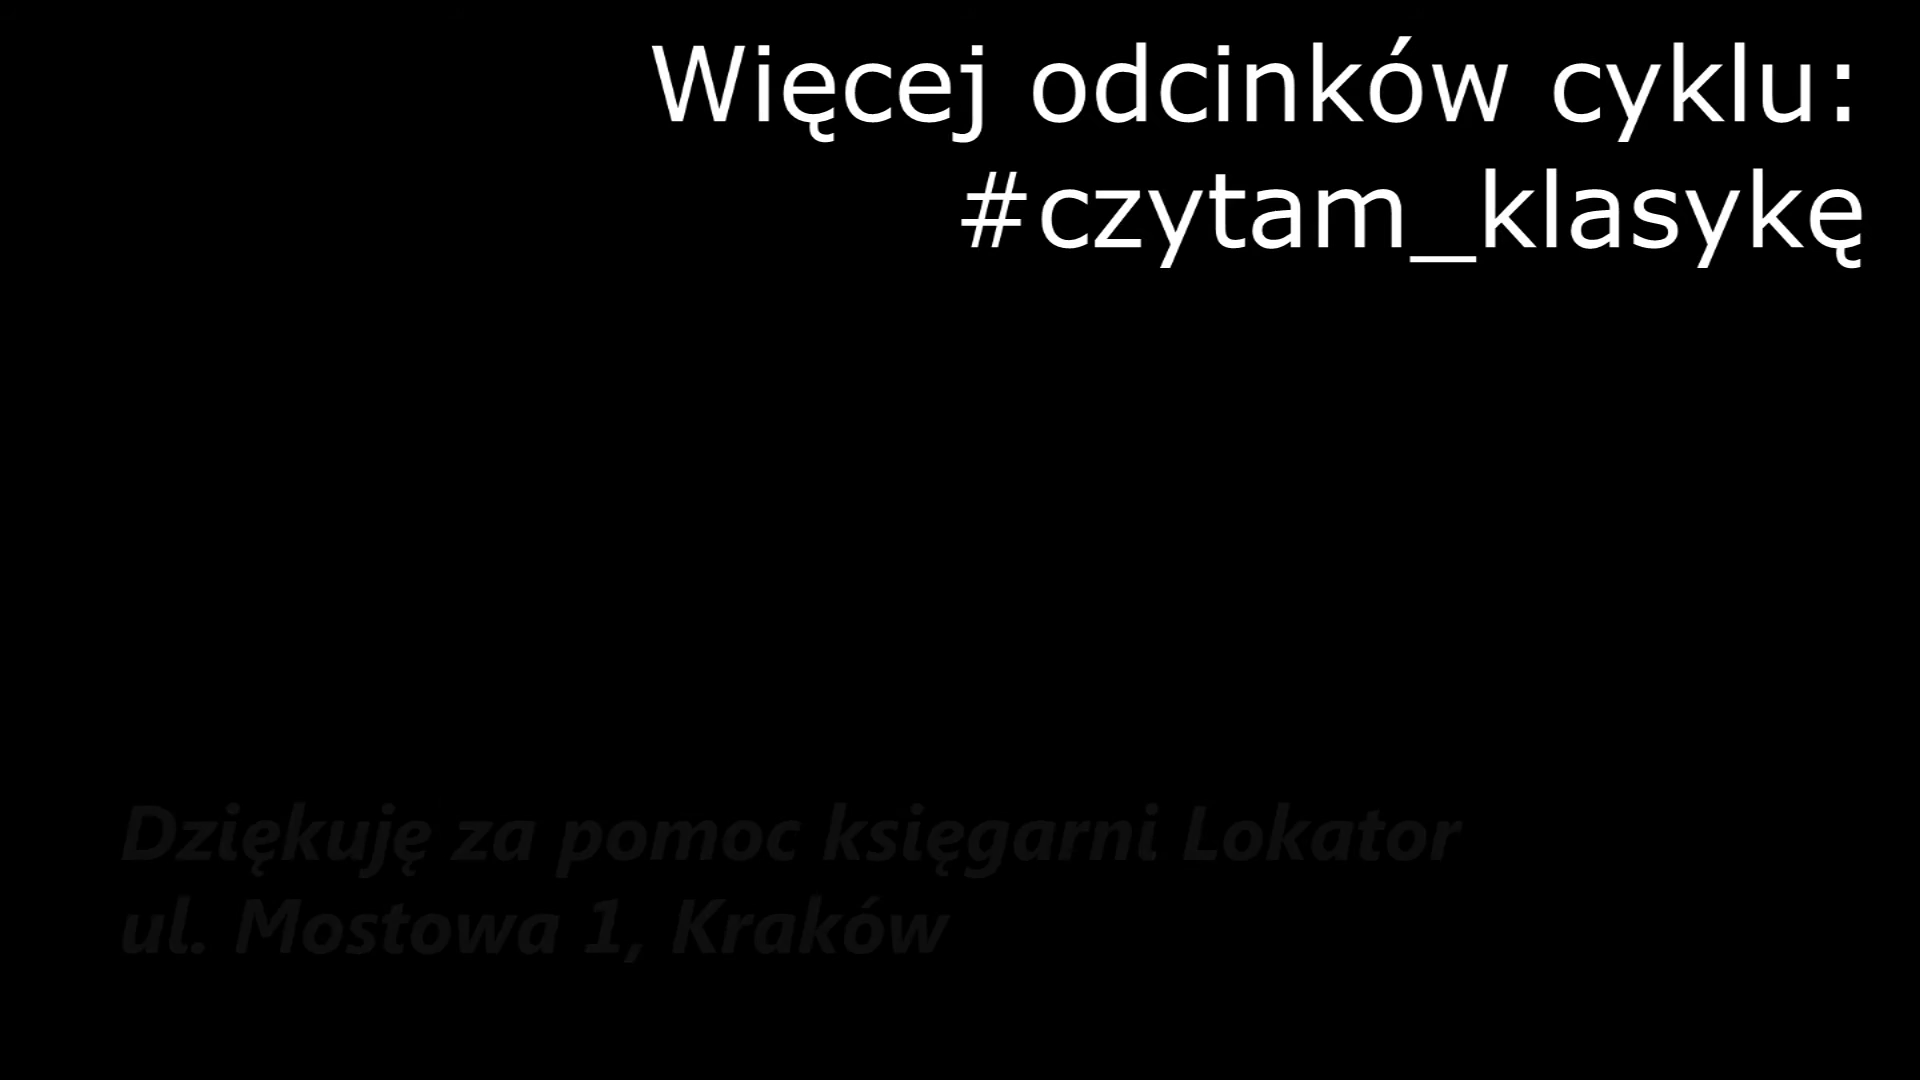 Więcej odcinków cyklu:
#czytam_klasykę
Dziękuję za pomoc księgarni Lokator
ul. Mostowa 1, Kraków